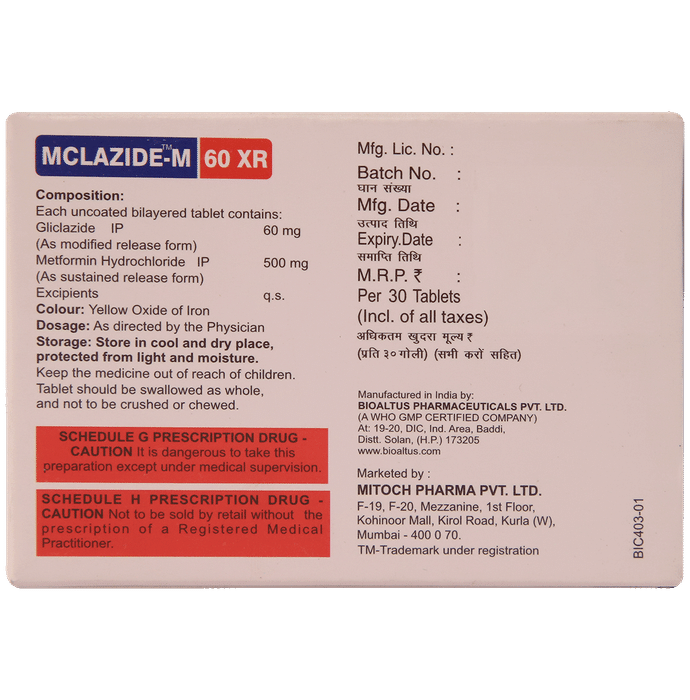 MCLAZIDE-M™ 60 XR
Composition:
Each uncoated bilayered tablet contains:
Gliclazide IP 60 mg
(As modified release form)
Metformin Hydrochloride IP 500 mg
(As sustained release form)
Excipients q.s.
Colour: Yellow Oxide of Iron
Dosage: As directed by the Physician
Storage: Store in cool and dry place,
protected from light and moisture.
Keep the medicine out of reach of children.
Tablet should be swallowed as whole,
and not to be crushed or chewed.
SCHEDULE G PRESCRIPTION DRUG -
CAUTION It is dangerous to take this
preparation except under medical supervision.
SCHEDULE H PRESCRIPTION DRUG -
CAUTION Not to be sold by retail without the
prescription of a Registered Medical
Practitioner.
Mfg. Lic. No. :
Batch No. :
घान संख्या
Mfg. Date :
उत्पाद तिथि
Expiry.Date :
समाप्ति तिथि
M.R.P. ₹ :
Per 30 Tablets
(Incl. of all taxes)
अधिकतम खुदरा मूल्य ₹
(प्रति ३० गोली) (सभी करों सहित)
Manufactured in India by:
BIOALTUS PHARMACEUTICALS PVT. LTD.
(A WHO GMP CERTIFIED COMPANY)
At: 19-20, DIC, Ind. Area, Baddi,
Distt. Solan, (H.P.) 173205
www.bioaltus.com
Marketed by :
MITOCH PHARMA PVT. LTD.
F-19, F-20, Mezzanine, 1st Floor,
Kohinoor Mall, Kirol Road, Kurla (W),
Mumbai - 400 0 70.
TM-Trademark under registration
BIC403-01